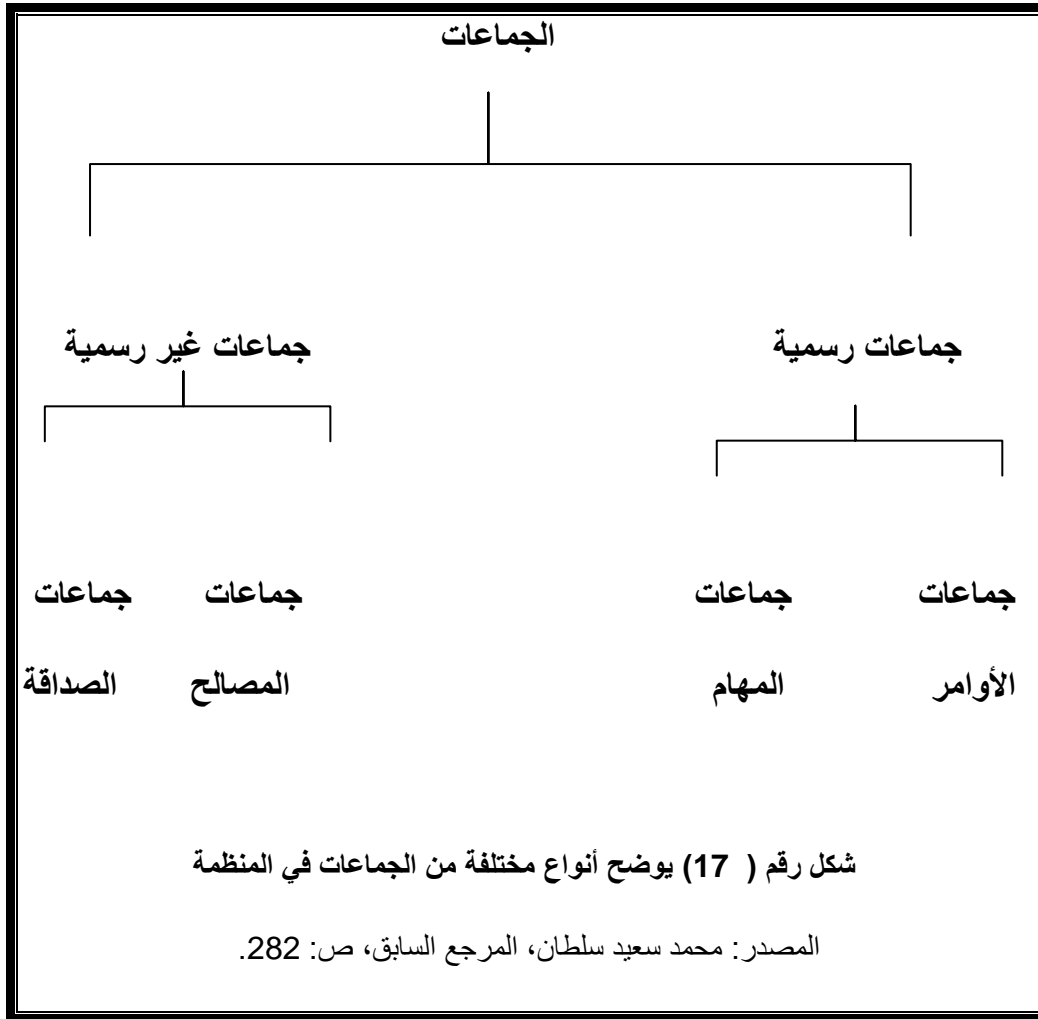 الجماعات
جماعات رسمية جماعات غير رسمية
جماعات جماعات جماعات جماعات
الأوامر المهام المصالح الصداقة
شكل رقم ( 17) يوضح أنواع مختلفة من الجماعات في المنظمة
المصدر: محمد سعيد سلطان، المرجع السابق، ص: 282.